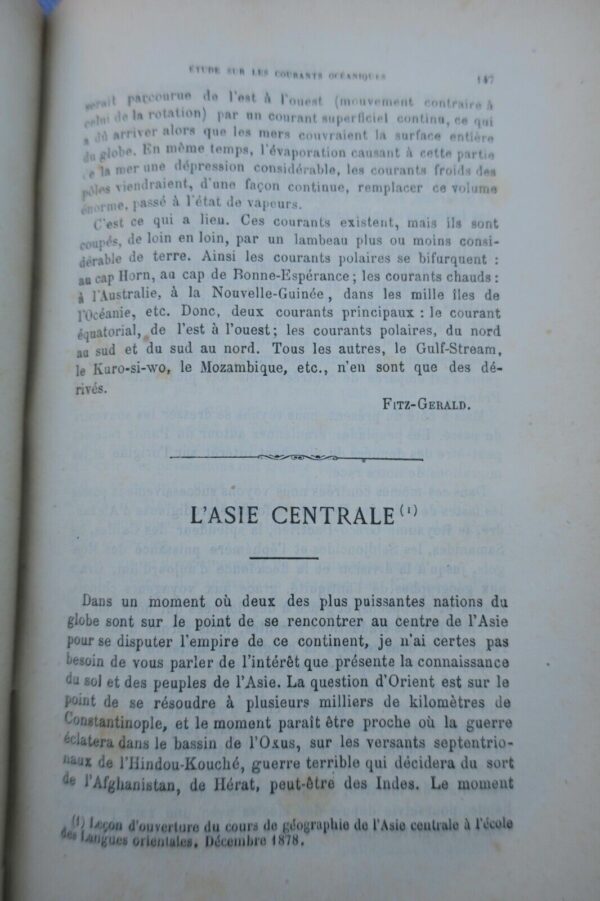 ÉTUDE SUR LES COURANTS OCÉANIQUES 147
serait parcourue de l'est à l'ouest (mouvement contraire à
celui de la rotation) par un courant superficiel continu, ce qui
a dû arriver alors que les mers couvraient la surface entière
du globe. En même temps, l'évaporation causant à cette partie
de la mer une dépression considérable, les courants froids des
pôles viendraient, d'une façon continue, remplacer ce volume
énorme, passé à l'état de vapeurs.
C'est ce qui a lieu. Ces courants existent, mais ils sont
coupés, de loin en loin, par un lambeau plus ou moins consi-
dérable de terre. Ainsi les courants polaires se bifurquent :
au cap Horn, au cap de Bonne-Espérance ; les courants chauds :
à l'Australie, à la Nouvelle-Guinée, dans les mille îles de
l'Océanie, etc. Donc, deux courants principaux : le courant
équatorial, de l'est à l'ouest; les courants polaires, du nord
au sud et du sud au nord. Tous les autres, le Gulf-Stream,
le Kuro-si-wo, le Mozambique, etc., n'en sont que des dé-
rivés.
FITZ-GERALD.
L'ASIE CENTRALE (1)
Dans un moment où deux des plus puissantes nations du
globe sont sur le point de se rencontrer au centre de l'Asie
pour se disputer l'empire de ce continent, je n'ai certes pas
besoin de vous parler de l'intérêt que présente la connaissance
du sol et des peuples de l'Asie. La question d'Orient est sur le
point de se résoudre à plusieurs milliers de kilomètres de
Constantinople, et le moment paraît être proche où la guerre
éclatera dans le bassin de l'Oxus, sur les versants septentrio-
naux de l'Hindou-Kouché, guerre terrible qui décidera du sort
de l'Afghanistan, de Hérat, peut-être des Indes. Le moment
(1) Leçon d'ouverture du cours de géographie de l'Asie centrale à l'école
des Langues orientales. Décembre 1878.